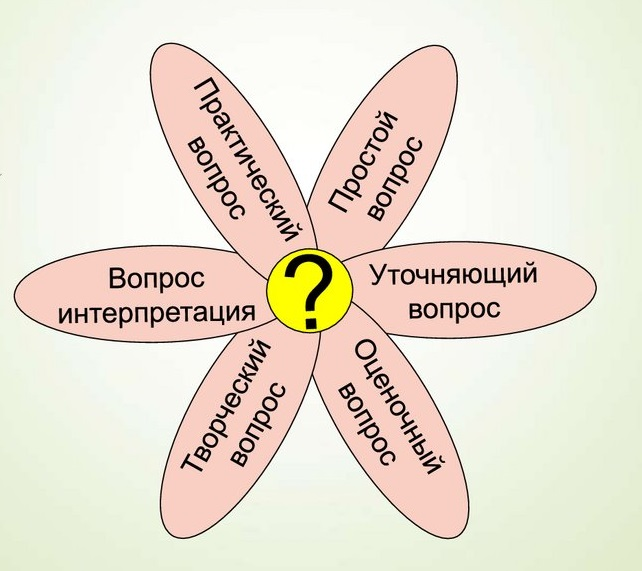 Практический
вопрос
Простой
вопрос
Вопрос
интерпретация
?
Уточняющий
вопрос
Творческий
вопрос
Оценочный
вопрос